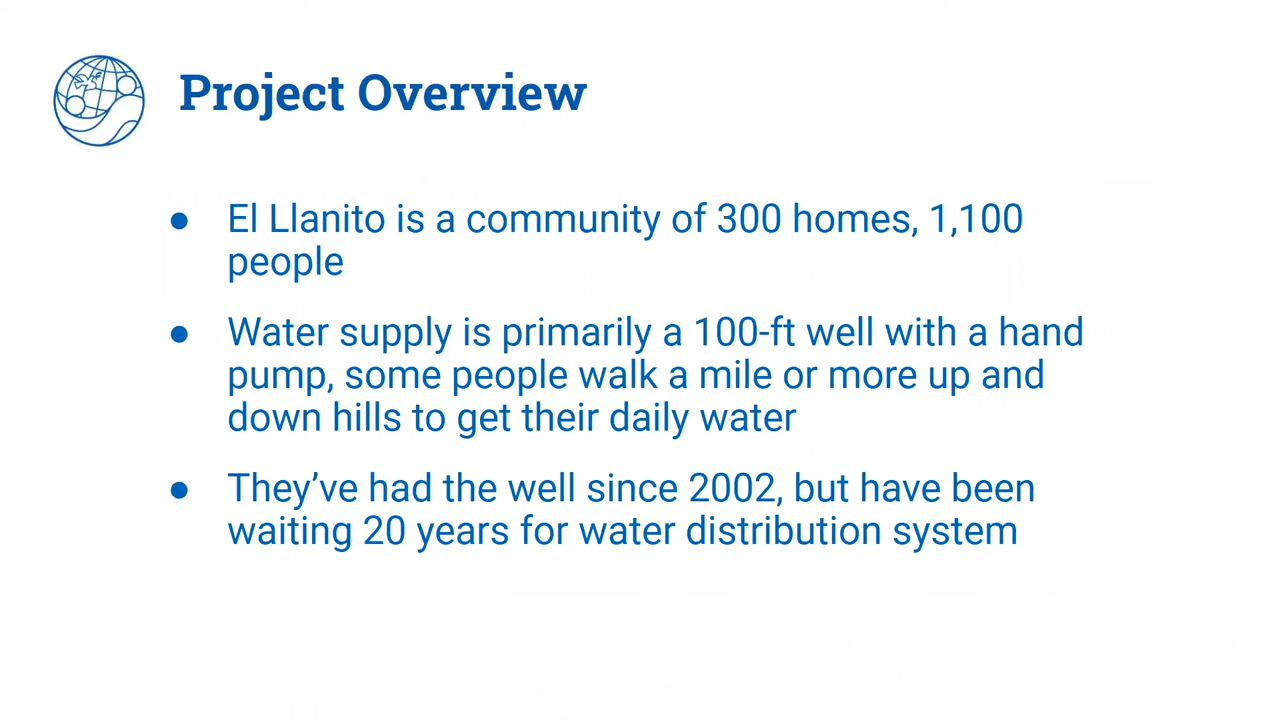 Project Overview
● El Llanito is a community of 300 homes, 1,100
people
● Water supply is primarily a 100-ft well with a hand
pump, some people walk a mile or more up and
down hills to get their daily water
● They’ve had the well since 2002, but have been
waiting 20 years for water distribution system